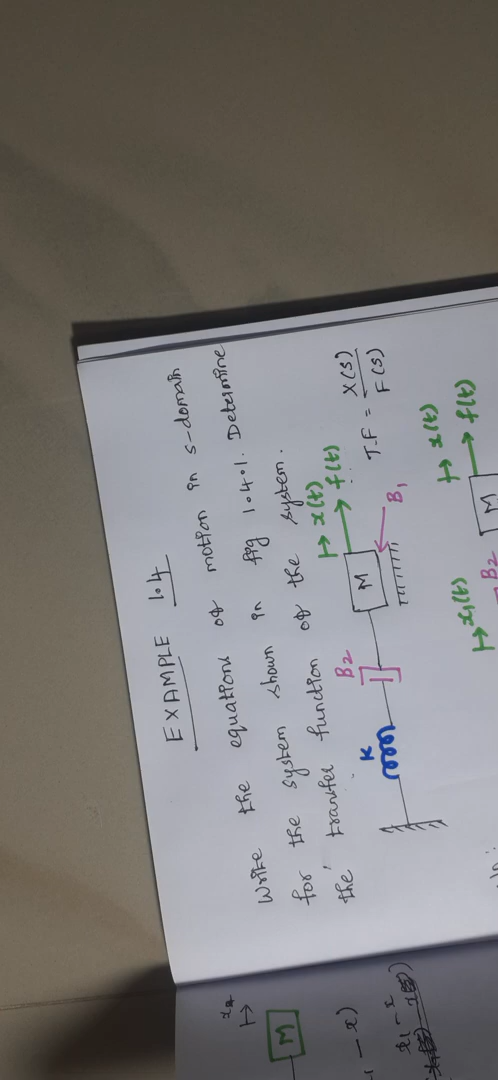 EXAMPLE 1.4
Write the equations of motion in s-domain
for the system shown in fig 1.4.1. Determine
the transfer function of the system.
x(t)
f(t)
B2
K
M
B1
T.F = X(s)
F(s)
x1(t)
x(t)
f(t)
B2
M
M
- x)
x1 - x